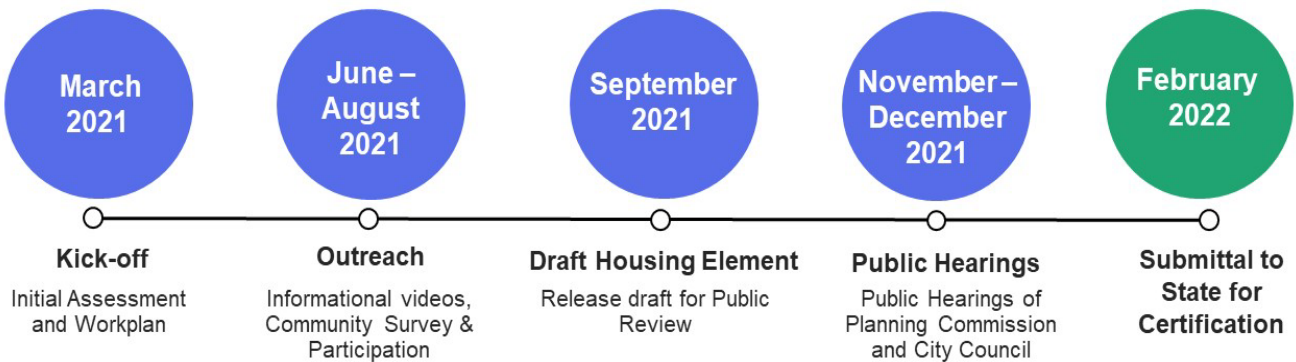 March
2021
June –
August
2021
September
2021
November –
December
2021
February
2022
Kick-off
Initial Assessment
and Workplan
Outreach
Informational videos,
Community Survey &
Participation
Draft Housing Element
Release draft for Public
Review
Public Hearings
Public Hearings of
Planning Commission
and City Council
Submittal to
State for
Certification